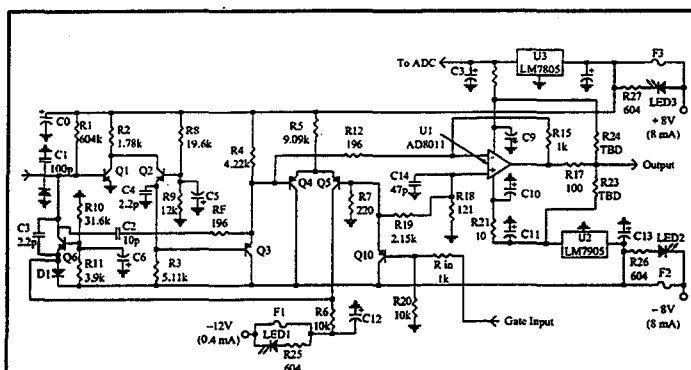 To ADC
C3
U3
LM7805
F3
R27
604
LED3
+8V
(8 mA)
C0
R1
604k
R2
1.78k
R8
19.6k
R4
4.22k
R5
9.09k
R12
196
U1
AD8011
C9
R15
1k
R24
TBD
C1
100p
Q1
Q2
Q4
Q5
C14
47p
R17
100
Output
C4
2.2p
R9
12k
C5
RF
196
R7
220
R18
121
C10
R23
TBD
R10
31.6k
R19
2.15k
R21
10
C11
C13
LED2
C3
2.2p
C2
10p
Q6
R11
3.9k
C6
R3
5.11k
Q3
Q10
R in
1k
U2
LM7905
R26
604
F2
D1
−12V
(0.4 mA)
F1
LED1
R25
604
R6
10k
C12
R20
10k
Gate Input
−8V
(8 mA)